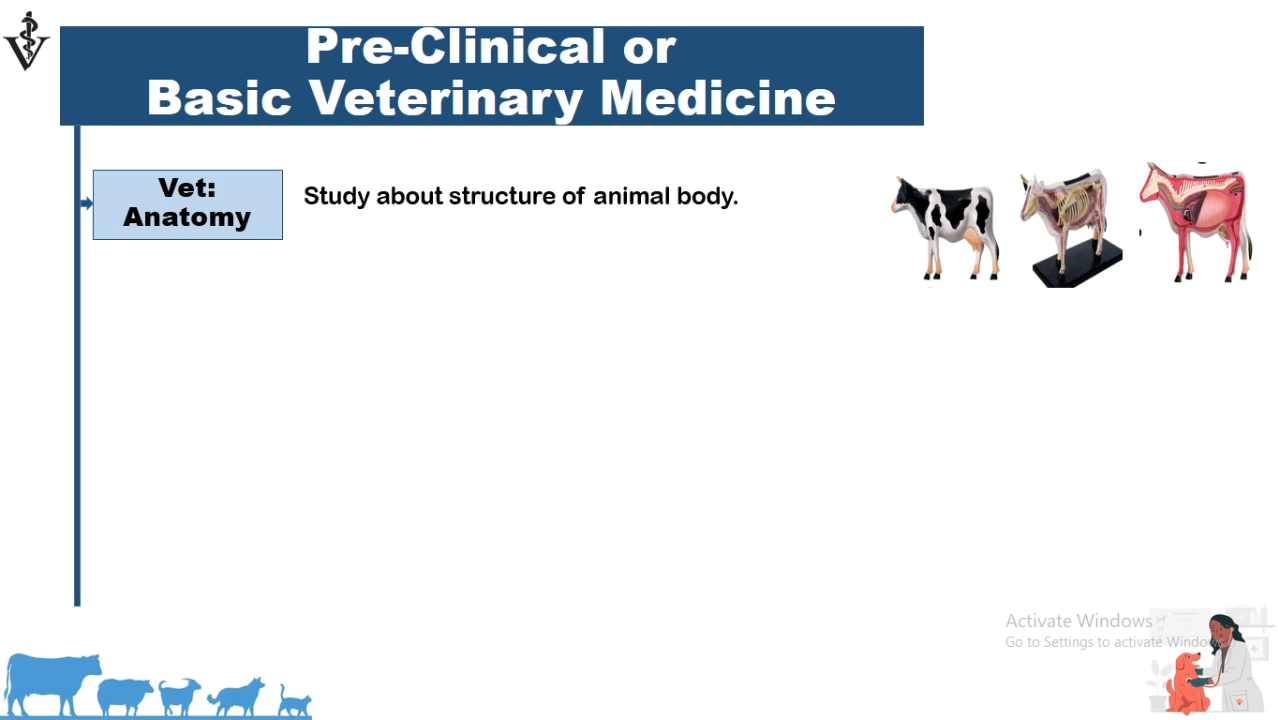 Pre-Clinical or
Basic Veterinary Medicine
Vet:
Anatomy
Study about structure of animal body.
Activate Windows
Go to Settings to activate Windows